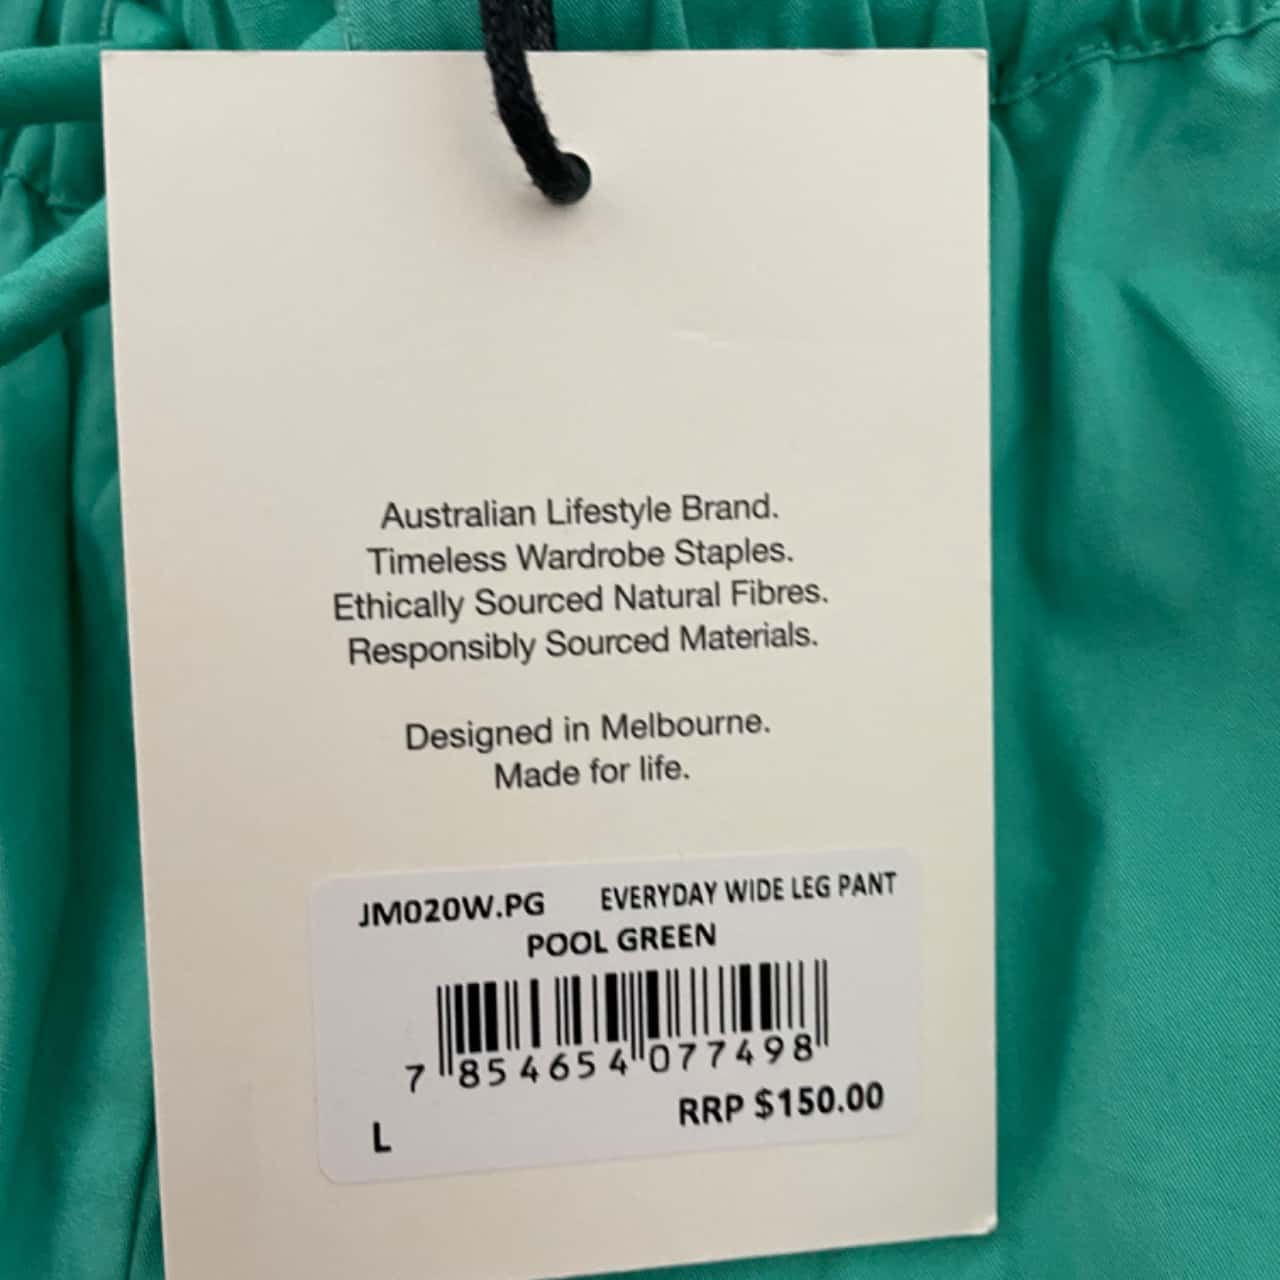 Australian Lifestyle Brand.
Timeless Wardrobe Staples.
Ethically Sourced Natural Fibres.
Responsibly Sourced Materials.
Designed in Melbourne.
Made for life.
JM020W.PG EVERYDAY WIDE LEG PANT
POOL GREEN
7 854654 077498
L RRP $150.00